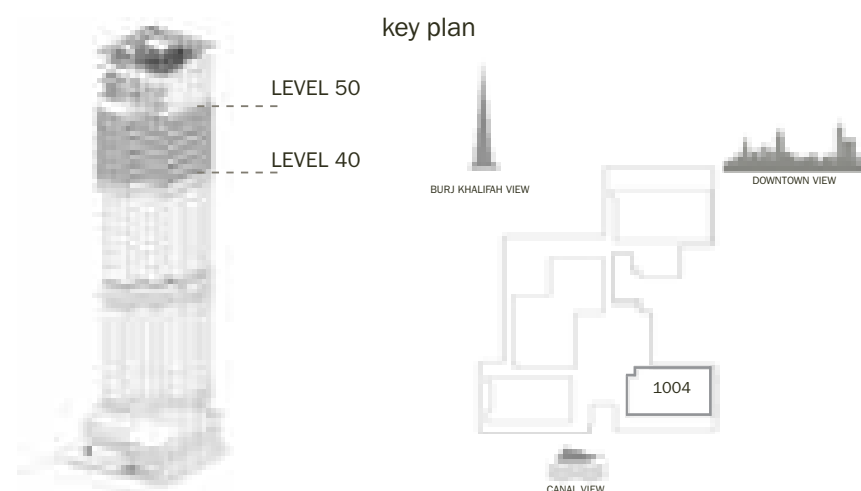 key plan
LEVEL 50
LEVEL 40
BURJ KHALIFAH VIEW
DOWNTOWN VIEW
1004
CANAL VIEW